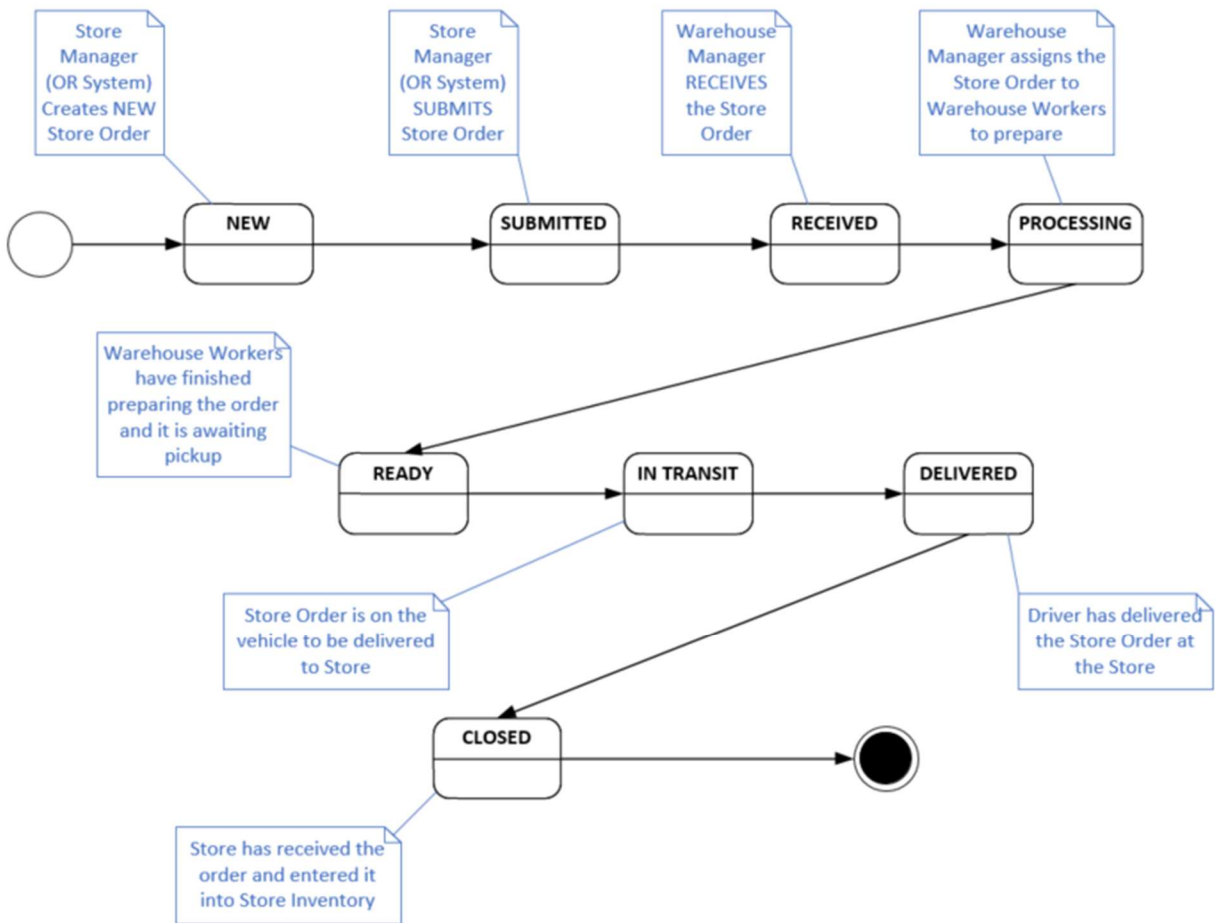 Store
Manager
(OR System)
Creates NEW
Store Order
Store
Manager
(OR System)
SUBMITS
Store Order
Warehouse
Manager
RECEIVES
the Store
Order
Warehouse
Manager assigns the
Store Order to
Warehouse Workers
to prepare
NEW
SUBMITTED
RECEIVED
PROCESSING
Warehouse Workers
have finished
preparing the order
and it is awaiting
pickup
READY
IN TRANSIT
DELIVERED
Store Order is on the
vehicle to be delivered
to Store
Driver has delivered
the Store Order at
the Store
CLOSED
Store has received the
order and entered it
into Store Inventory